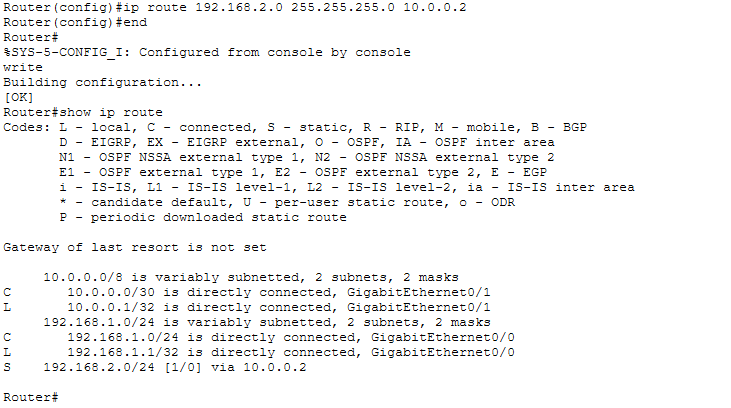 Router(config)#ip route 192.168.2.0 255.255.255.0 10.0.0.2
Router(config)#end
Router#
%SYS-5-CONFIG_I: Configured from console by console
write
Building configuration...
[OK]
Router#show ip route
Codes: L - local, C - connected, S - static, R - RIP, M - mobile, B - BGP
       D - EIGRP, EX - EIGRP external, O - OSPF, IA - OSPF inter area
       N1 - OSPF NSSA external type 1, N2 - OSPF NSSA external type 2
       E1 - OSPF external type 1, E2 - OSPF external type 2, E - EGP
       i - IS-IS, L1 - IS-IS level-1, L2 - IS-IS level-2, ia - IS-IS inter area
       * - candidate default, U - per-user static route, o - ODR
       P - periodic downloaded static route

Gateway of last resort is not set

     10.0.0.0/8 is variably subnetted, 2 subnets, 2 masks
C       10.0.0.0/30 is directly connected, GigabitEthernet0/1
L       10.0.0.1/32 is directly connected, GigabitEthernet0/1
     192.168.1.0/24 is variably subnetted, 2 subnets, 2 masks
C       192.168.1.0/24 is directly connected, GigabitEthernet0/0
L       192.168.1.1/32 is directly connected, GigabitEthernet0/0
S    192.168.2.0/24 [1/0] via 10.0.0.2

Router#